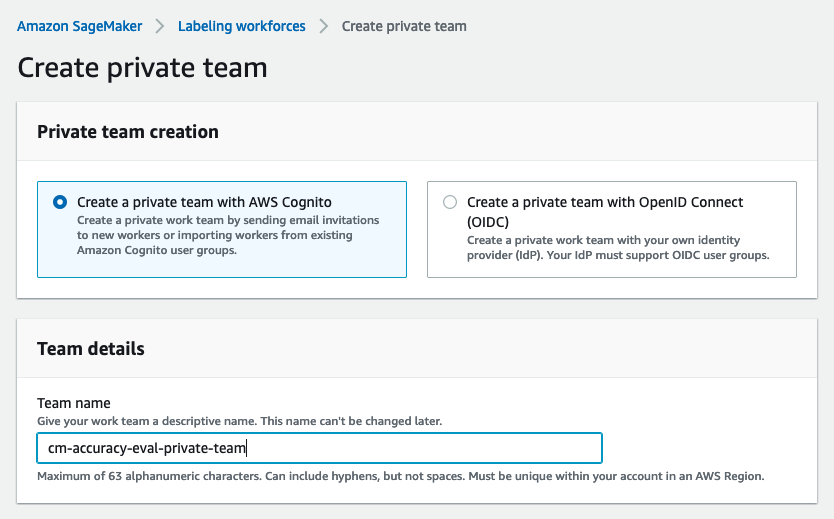 Amazon SageMaker > Labeling workforces > Create private team
Create private team
Private team creation
Create a private team with AWS Cognito
Create a private work team by sending email invitations
to new workers or importing workers from existing
Amazon Cognito user groups.
Create a private team with OpenID Connect
(OIDC)
Create a private work team with your own identity
provider (IdP). Your IdP must support OIDC user groups.
Team details
Team name
Give your work team a descriptive name. This name can't be changed later.
cm-accuracy-eval-private-team
Maximum of 63 alphanumeric characters. Can include hyphens, but not spaces. Must be unique within your account in an AWS Region.